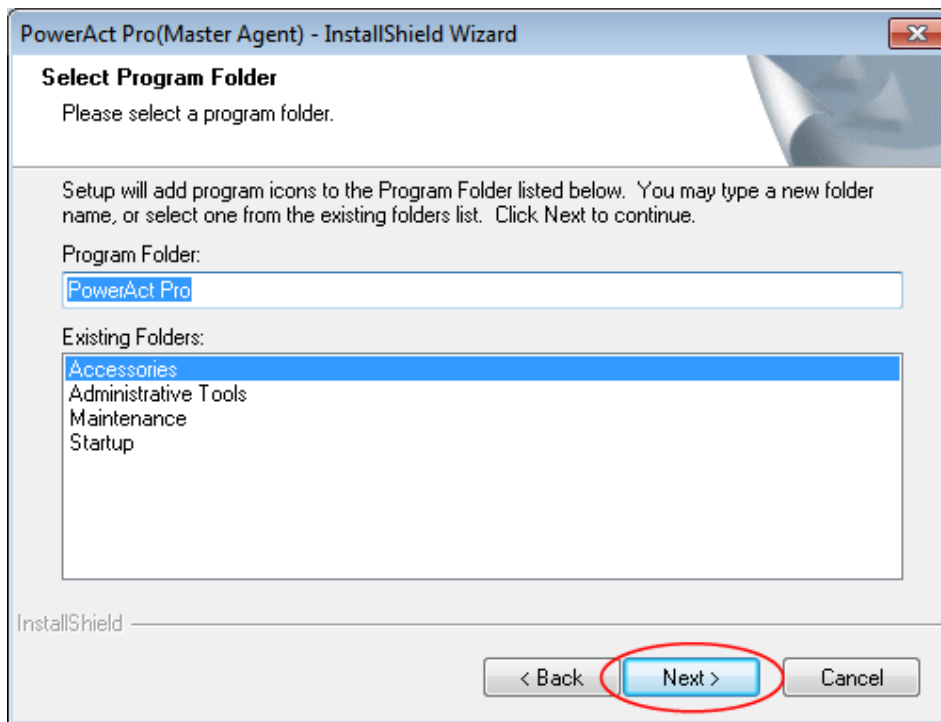 PowerAct Pro(Master Agent) - InstallShield Wizard
Select Program Folder
Please select a program folder.
Setup will add program icons to the Program Folder listed below.  You may type a new folder
name, or select one from the existing folders list.  Click Next to continue.
Program Folder:
PowerAct Pro
Existing Folders:
Accessories
Administrative Tools
Maintenance
Startup
InstallShield
< Back Next > Cancel